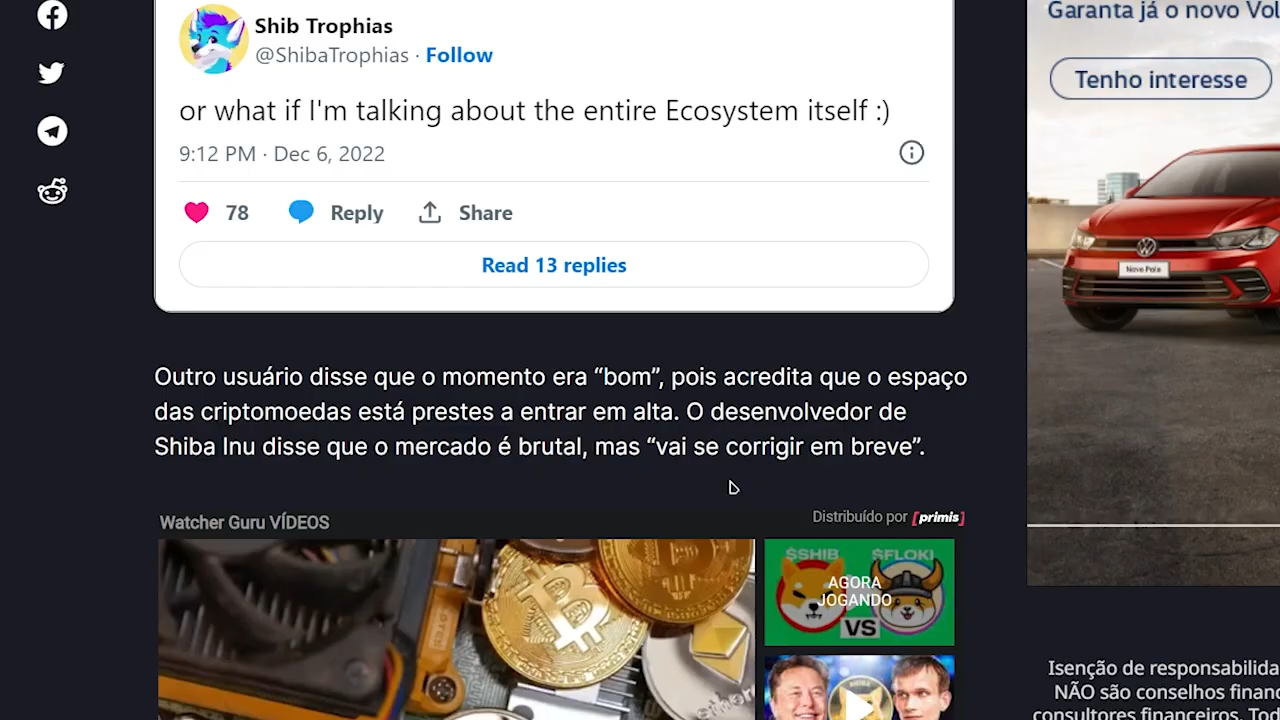 Shib Trophias
@ShibaTrophias · Follow
or what if I'm talking about the entire Ecosystem itself :)
9:12 PM · Dec 6, 2022
78 Reply Share
Read 13 replies
Outro usuário disse que o momento era “bom”, pois acredita que o espaço
das criptomoedas está prestes a entrar em alta. O desenvolvedor de
Shiba Inu disse que o mercado é brutal, mas “vai se corrigir em breve”.
Watcher Guru VÍDEOS
Distribuído por [primis]
$SHIB $FLOKI
AGORA
JOGANDO
VS
Garanta já o novo Vol
Tenho interesse
Novo Polo
Isenção de responsabilida
NÃO são conselhos financ
consultores financeiros. Tod